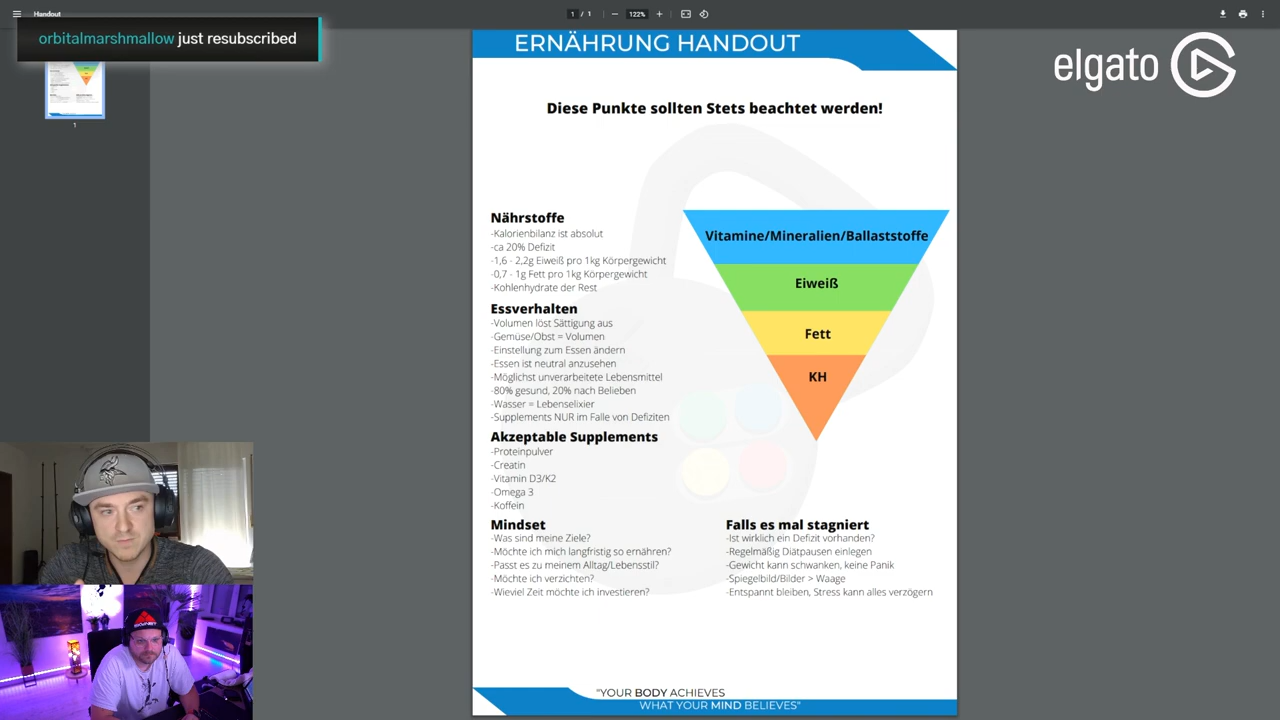 Handout
1 / 1
122%
orbitalmarshmallow just resubscribed
elgato
1
ERNÄHRUNG HANDOUT
Diese Punkte sollten Stets beachtet werden!
Nährstoffe
-Kalorienbilanz ist absolut
-ca 20% Defizit
-1,6 - 2,2g Eiweiß pro 1kg Körpergewicht
-0,7 - 1g Fett pro 1kg Körpergewicht
-Kohlenhydrate der Rest
Vitamine/Mineralien/Ballaststoffe
Eiweiß
Fett
KH
Essverhalten
-Volumen löst Sättigung aus
-Gemüse/Obst = Volumen
-Einstellung zum Essen ändern
-Essen ist neutral anzusehen
-Möglichst unverarbeitete Lebensmittel
-80% gesund, 20% nach Belieben
-Wasser = Lebenselixier
-Supplements NUR im Falle von Defiziten
Akzeptable Supplements
-Proteinpulver
-Creatin
-Vitamin D3/K2
-Omega 3
-Koffein
Mindset
-Was sind meine Ziele?
-Möchte ich mich langfristig so ernähren?
-Passt es zu meinem Alltag/Lebensstil?
-Möchte ich verzichten?
-Wieviel Zeit möchte ich investieren?
Falls es mal stagniert
-Ist wirklich ein Defizit vorhanden?
-Regelmäßig Diätpausen einlegen
-Gewicht kann schwanken, keine Panik
-Spiegelbild/Bilder > Waage
-Entspannt bleiben, Stress kann alles verzögern
"YOUR BODY ACHIEVES
WHAT YOUR MIND BELIEVES"